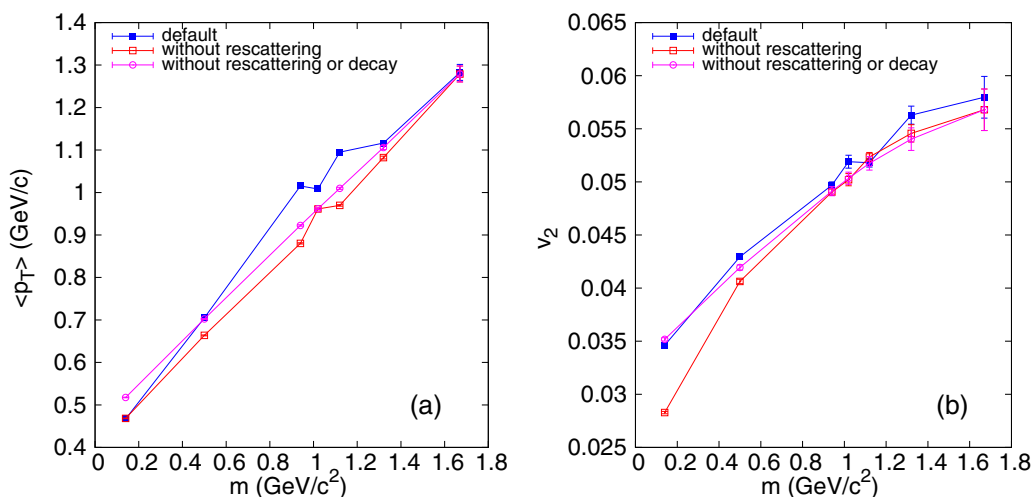 default
without rescattering
without rescattering or decay
1.4
1.3
1.2
1.1
1
0.9
0.8
0.7
0.6
0.5
0.4
<p_T> (GeV/c)
0 0.2 0.4 0.6 0.8 1 1.2 1.4 1.6 1.8
m (GeV/c^2)
(a)
default
without rescattering
without rescattering or decay
0.065
0.06
0.055
0.05
0.045
0.04
0.035
0.03
0.025
v_2
0 0.2 0.4 0.6 0.8 1 1.2 1.4 1.6 1.8
m (GeV/c^2)
(b)